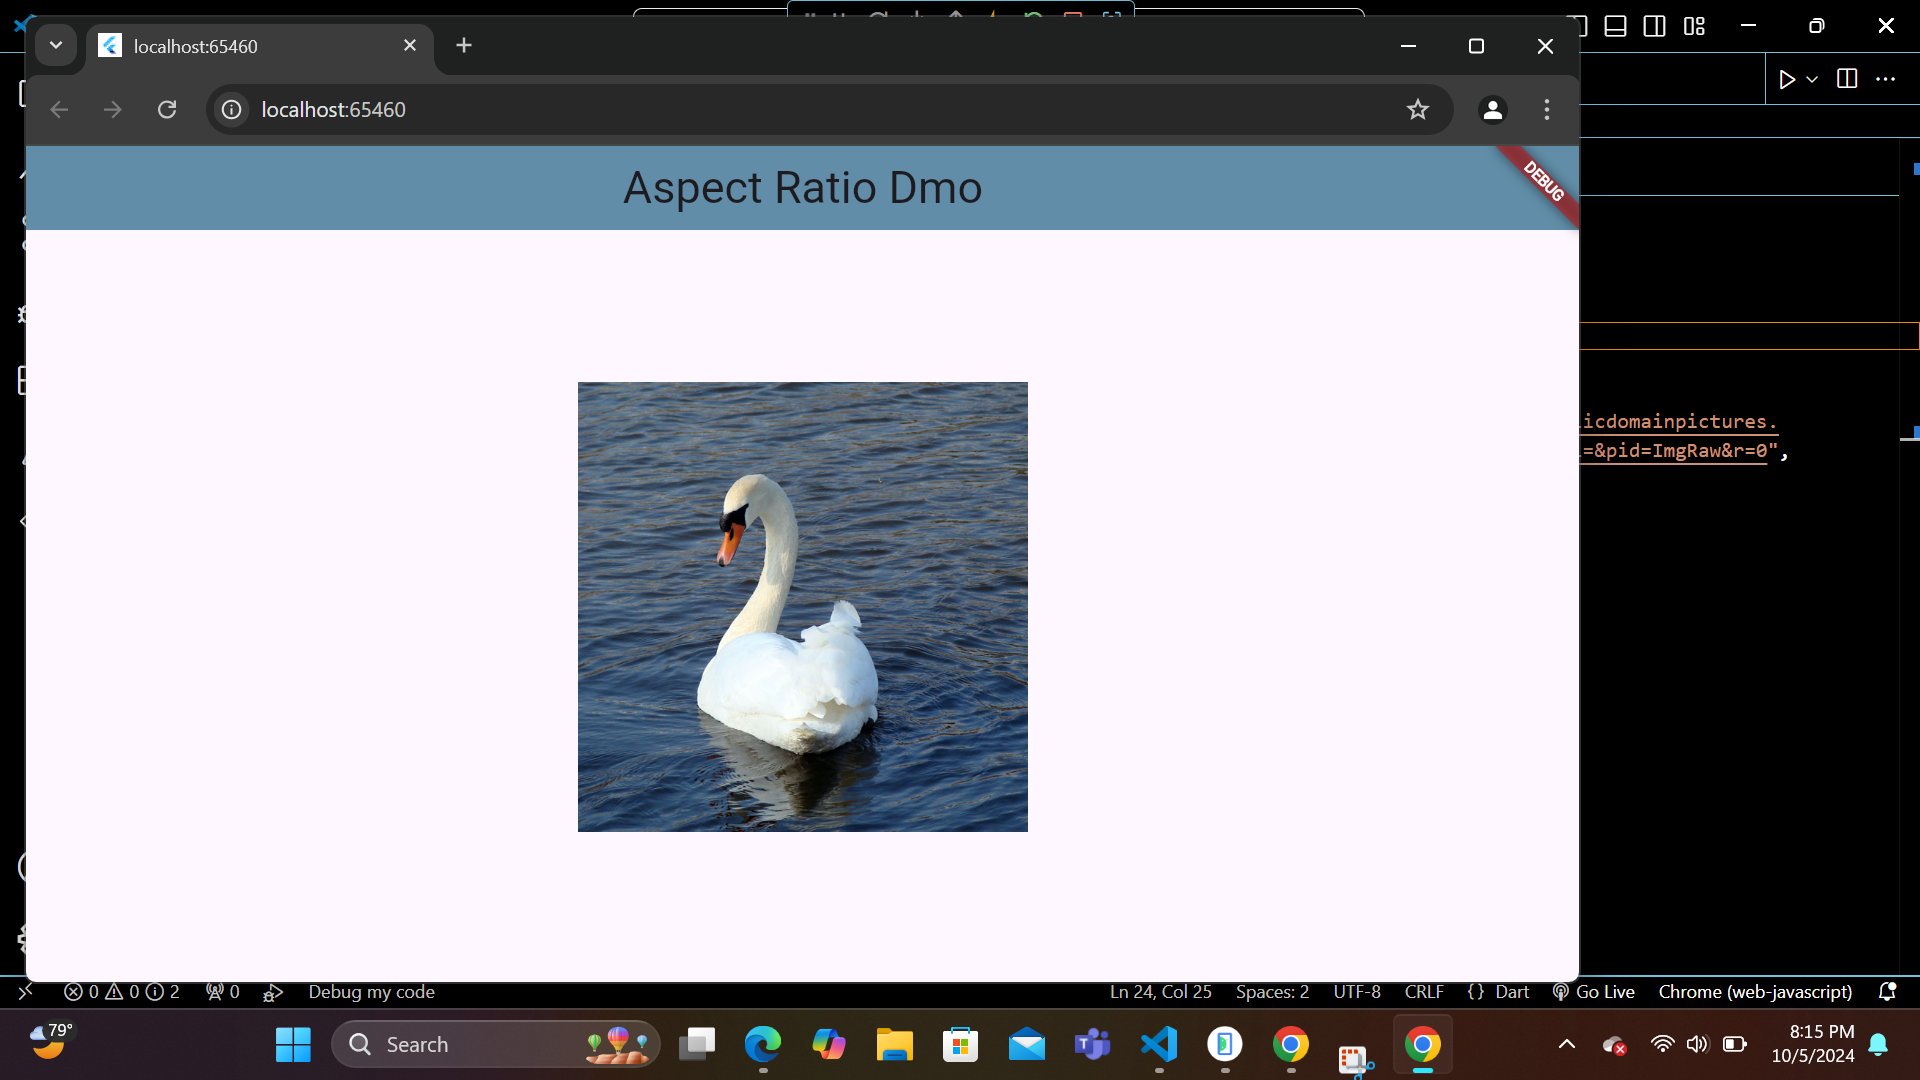 localhost:65460
localhost:65460
Aspect Ratio Dmo
DEBUG
licdomainpictures.
=&pid=ImgRaw&r=0",
0 0 2 0 Debug my code Ln 24, Col 25 Spaces: 2 UTF-8 CRLF {} Dart Go Live Chrome (web-javascript)
79°
Search
8:15 PM
10/5/2024